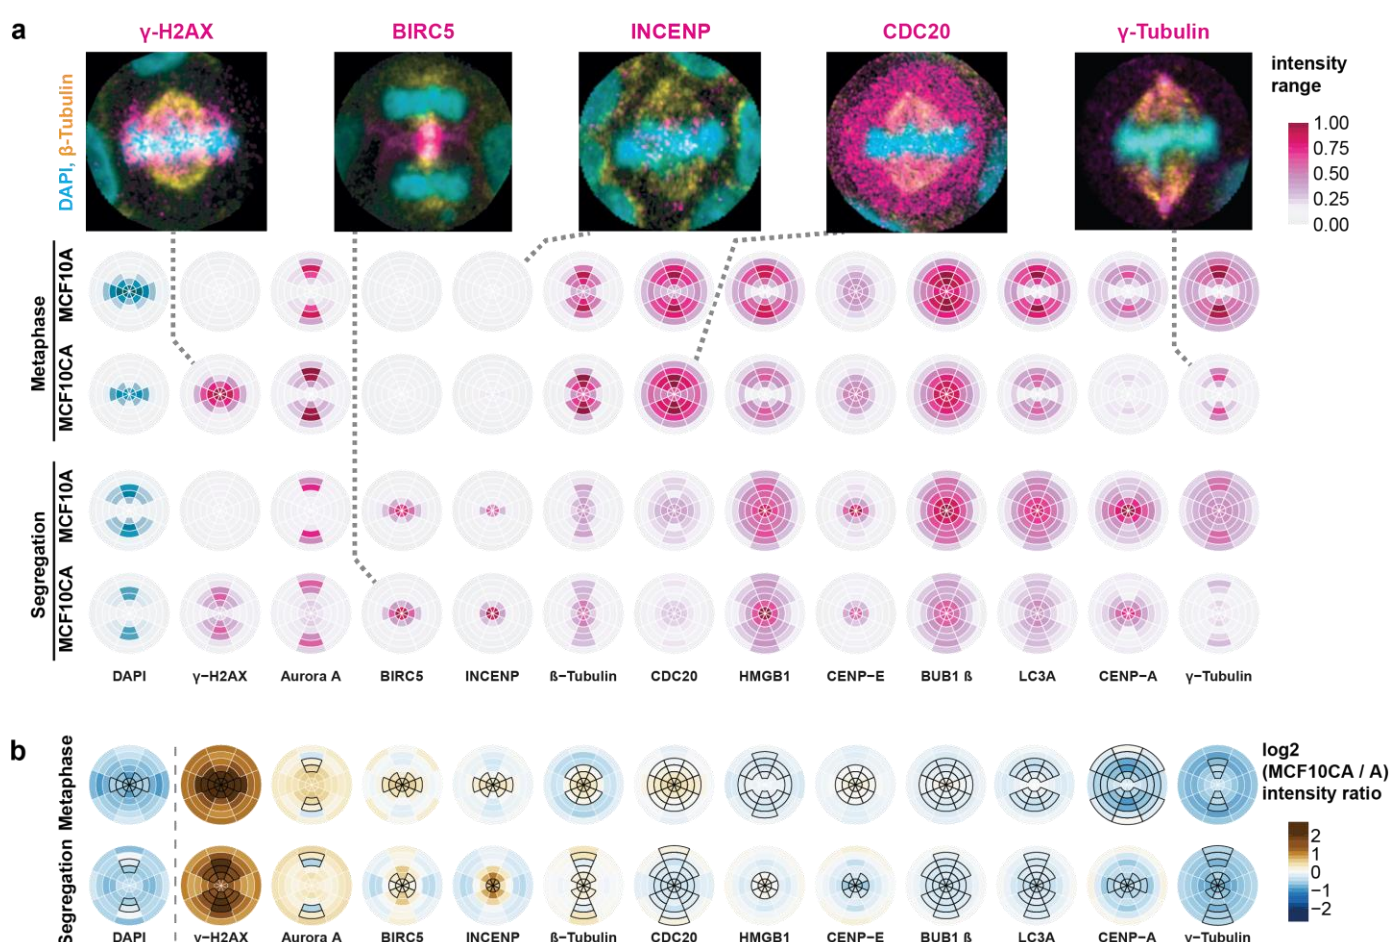 a
γ-H2AX BIRC5 INCENP CDC20 γ-Tubulin
DAPI, β-Tubulin
intensity
range
1.00
0.75
0.50
0.25
0.00
Metaphase
MCF10A
MCF10CA
Segregation
MCF10A
MCF10CA
DAPI γ−H2AX Aurora A BIRC5 INCENP ß−Tubulin CDC20 HMGB1 CENP−E BUB1 ß LC3A CENP−A γ−Tubulin
b
Metaphase
Segregation
log2
(MCF10CA / A)
intensity ratio
2
1
0
−1
−2
DAPI γ−H2AX Aurora A BIRC5 INCENP ß−Tubulin CDC20 HMGB1 CENP−E BUB1 ß LC3A CENP−A γ−Tubulin